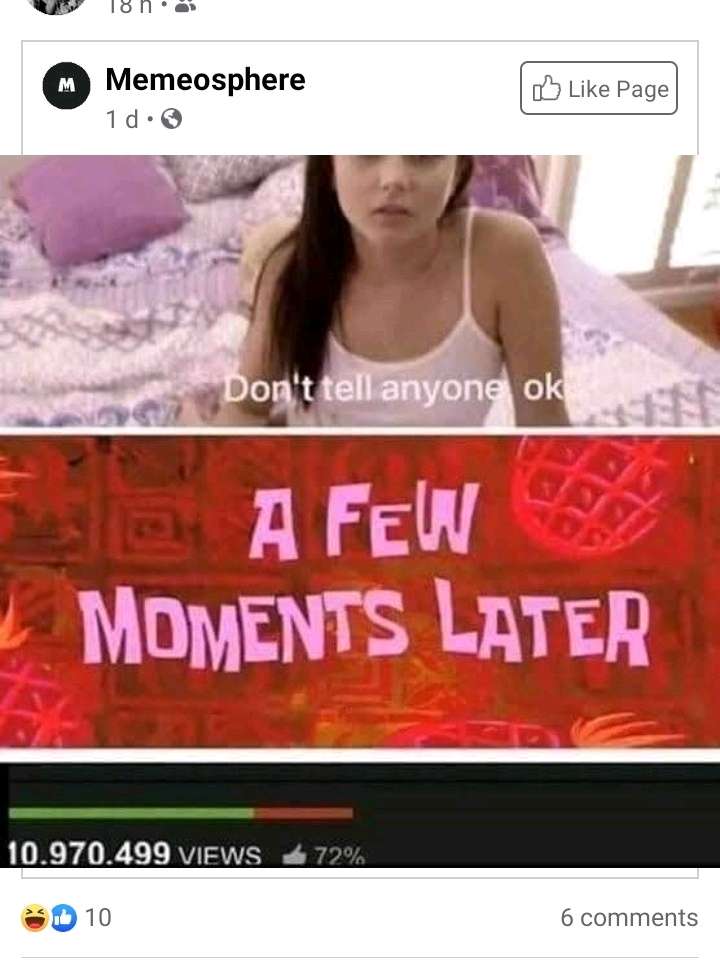 18 h
Memeosphere
Like Page
1 d
Don't tell anyone, ok
A FEW
MOMENTS LATER
10.970.499 VIEWS 72%
10
6 comments